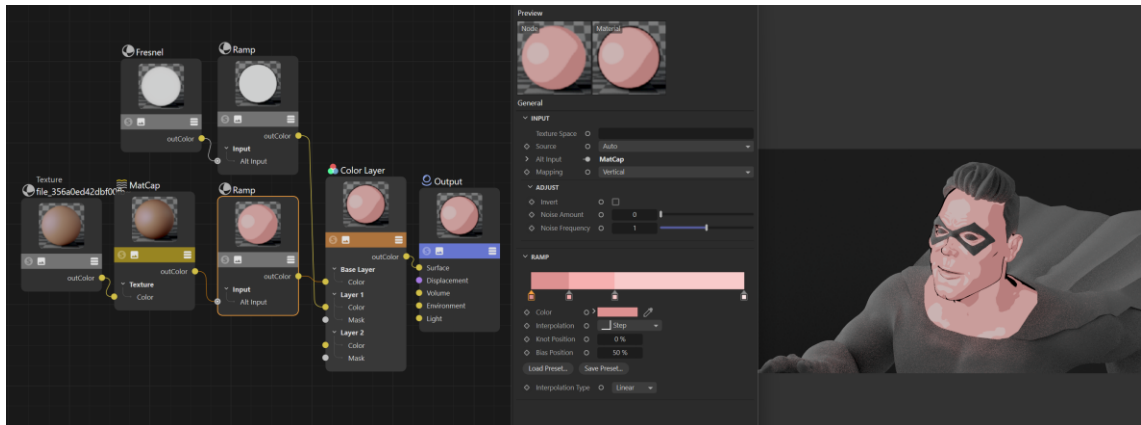 Fresnel
outColor
Input
Alt Input
Ramp
outColor
Input
Alt Input
Texture
file_356a0ed42dbf00
outColor
MatCap
outColor
Texture
Color
Ramp
outColor
Input
Alt Input
Color Layer
outColor
Base Layer
Color
Layer 1
Color
Mask
Layer 2
Color
Mask
Output
Surface
Displacement
Volume
Environment
Light
Preview
Node
Material
General
INPUT
Texture Space
Source Auto
Alt Input MatCap
Mapping Vertical
ADJUST
Invert
Noise Amount 0
Noise Frequency 1
RAMP
Color
Interpolation Step
Knot Position 0 %
Bias Position 50 %
Load Preset... Save Preset...
Interpolation Type Linear